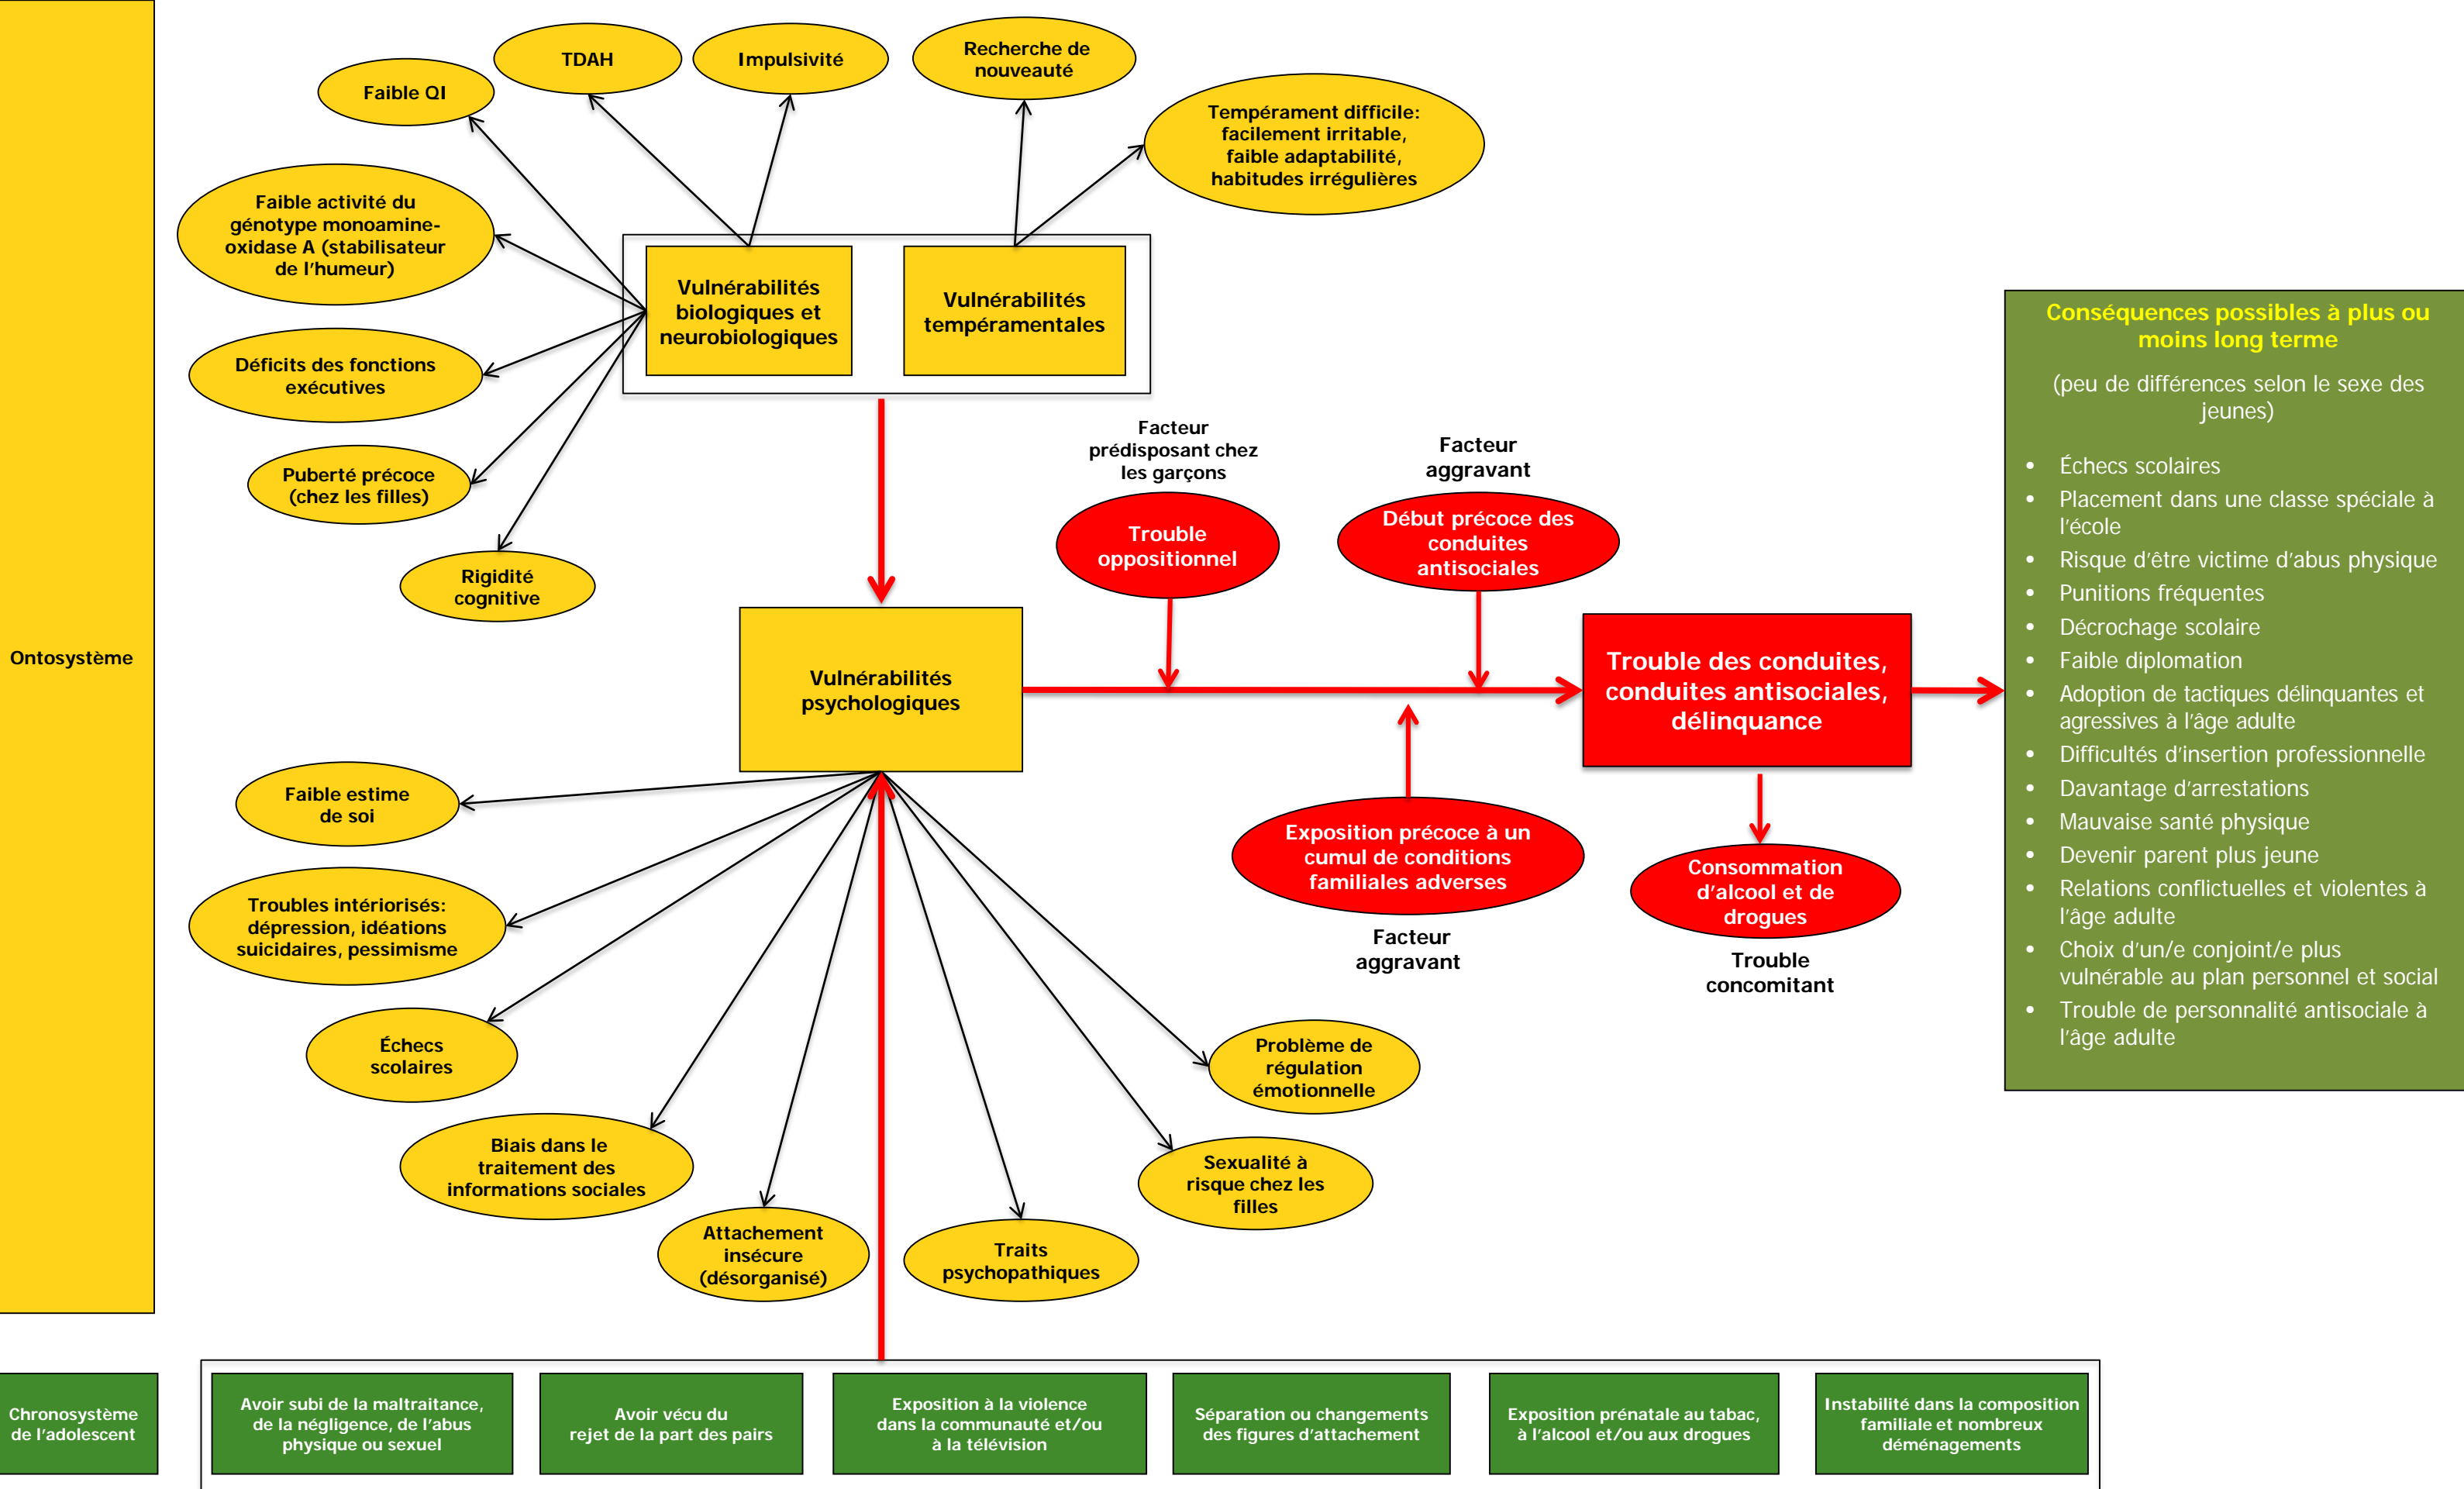 TDAH
Impulsivité
Recherche de
nouveauté
Faible QI
Tempérament difficile:
facilement irritable,
faible adaptabilité,
habitudes irrégulières
Faible activité du
génotype monoamine-
oxidase A (stabilisateur
de l'humeur)
Vulnérabilités
biologiques et
neurobiologiques
Vulnérabilités
tempéramentales
Déficits des fonctions
exécutives
Puberté précoce
(chez les filles)
Rigidité
cognitive
Facteur
prédisposant chez
les garçons
Trouble
oppositionnel
Facteur
aggravant
Début précoce des
conduites
antisociales
Ontosystème
Vulnérabilités
psychologiques
Trouble des conduites,
conduites antisociales,
délinquance
Conséquences possibles à plus ou
moins long terme
(peu de différences selon le sexe des
jeunes)
• Échecs scolaires
• Placement dans une classe spéciale à
l'école
• Risque d'être victime d'abus physique
• Punitions fréquentes
• Décrochage scolaire
• Faible diplomation
• Adoption de tactiques délinquantes et
agressives à l'âge adulte
• Difficultés d'insertion professionnelle
• Davantage d'arrestations
• Mauvaise santé physique
• Devenir parent plus jeune
• Relations conflictuelles et violentes à
l'âge adulte
• Choix d'un/e conjoint/e plus
vulnérable au plan personnel et social
• Trouble de personnalité antisociale à
l'âge adulte
Faible estime
de soi
Exposition précoce à un
cumul de conditions
familiales adverses
Facteur
aggravant
Consommation
d'alcool et de
drogues
Trouble
concomitant
Troubles intériorisés:
dépression, idéations
suicidaires, pessimisme
Échecs
scolaires
Problème de
régulation
émotionnelle
Biais dans le
traitement des
informations sociales
Sexualité à
risque chez les
filles
Attachement
insécure
(désorganisé)
Traits
psychopathiques
Chronosystème
de l'adolescent
Avoir subi de la maltraitance,
de la négligence, de l'abus
physique ou sexuel
Avoir vécu du
rejet de la part des pairs
Exposition à la violence
dans la communauté et/ou
à la télévision
Séparation ou changements
des figures d'attachement
Exposition prénatale au tabac,
à l'alcool et/ou aux drogues
Instabilité dans la composition
familiale et nombreux
déménagements